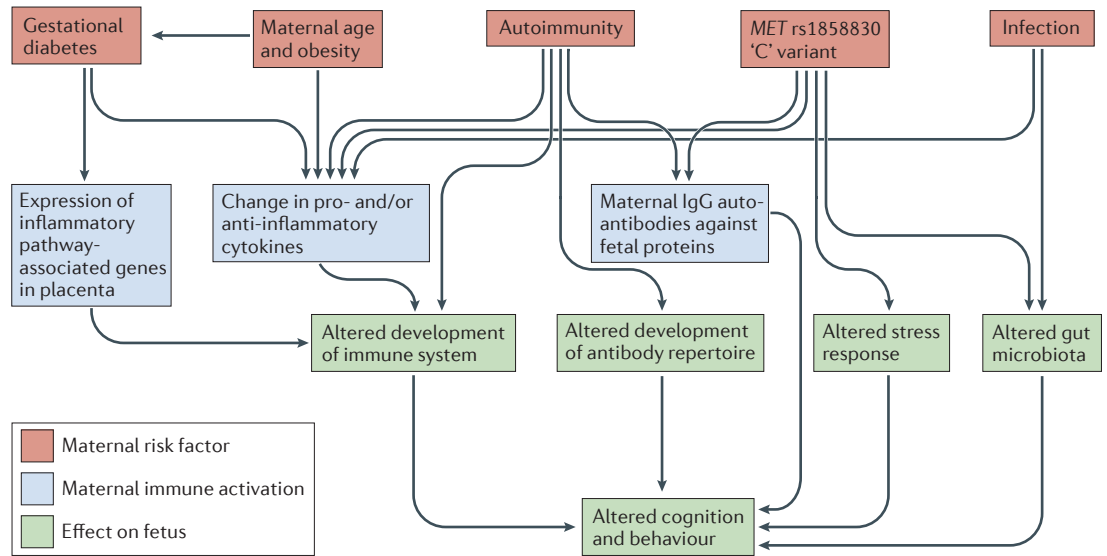 Gestational
diabetes
Maternal age
and obesity
Autoimmunity
MET rs1858830
‘C’ variant
Infection
Expression of
inflammatory
pathway-
associated genes
in placenta
Change in pro- and/or
anti-inflammatory
cytokines
Maternal IgG auto-
antibodies against
fetal proteins
Altered development
of immune system
Altered development
of antibody repertoire
Altered stress
response
Altered gut
microbiota
Maternal risk factor
Maternal immune activation
Effect on fetus
Altered cognition
and behaviour